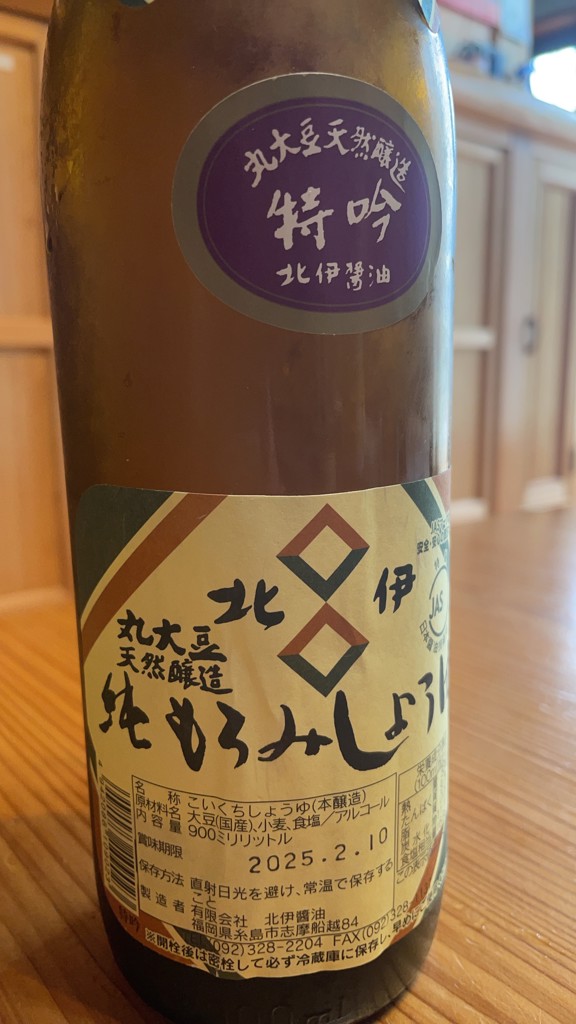 丸大豆天然醸造
特吟
北伊醤油
北伊
JAS
丸大豆
天然醸造
純もろみしょう
名称 こいくちしょうゆ(本醸造)
原材料名 大豆(国産)、小麦、食塩/アルコール
内容量 900ミリリットル
賞味期限 2025.2.10
保存方法 直射日光を避け、常温で保存する
こと
製造者 有限会社 北伊醤油
福岡県糸島市志摩船越84
(092)328-2204 FAX(092)328
※開栓後は密栓して必ず冷蔵庫に保存し、早め